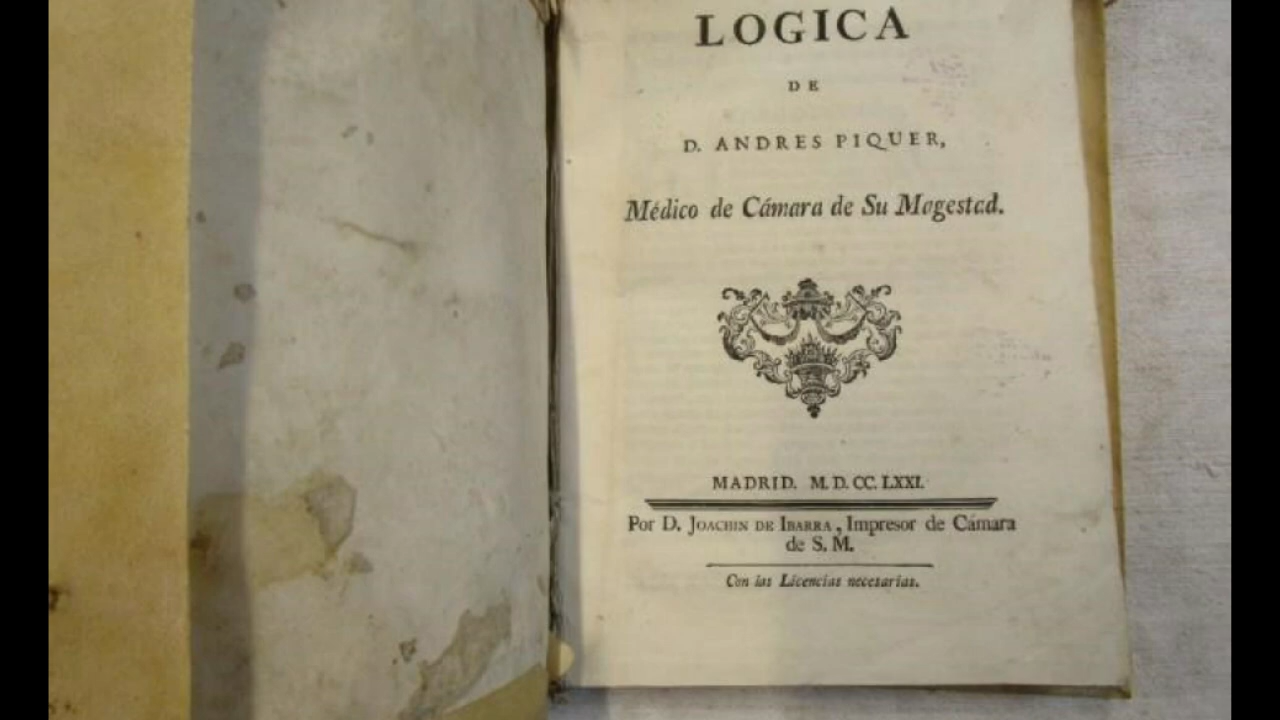 LOGICA
DE
D. ANDRES PIQUER,
Médico de Cámara de Su Magestad.
MADRID. M. D. CC. LXXI.
Por D. JOACHIN DE IBARRA, Impresor de Cámara
de S. M.
Con las Licencias necesarias.